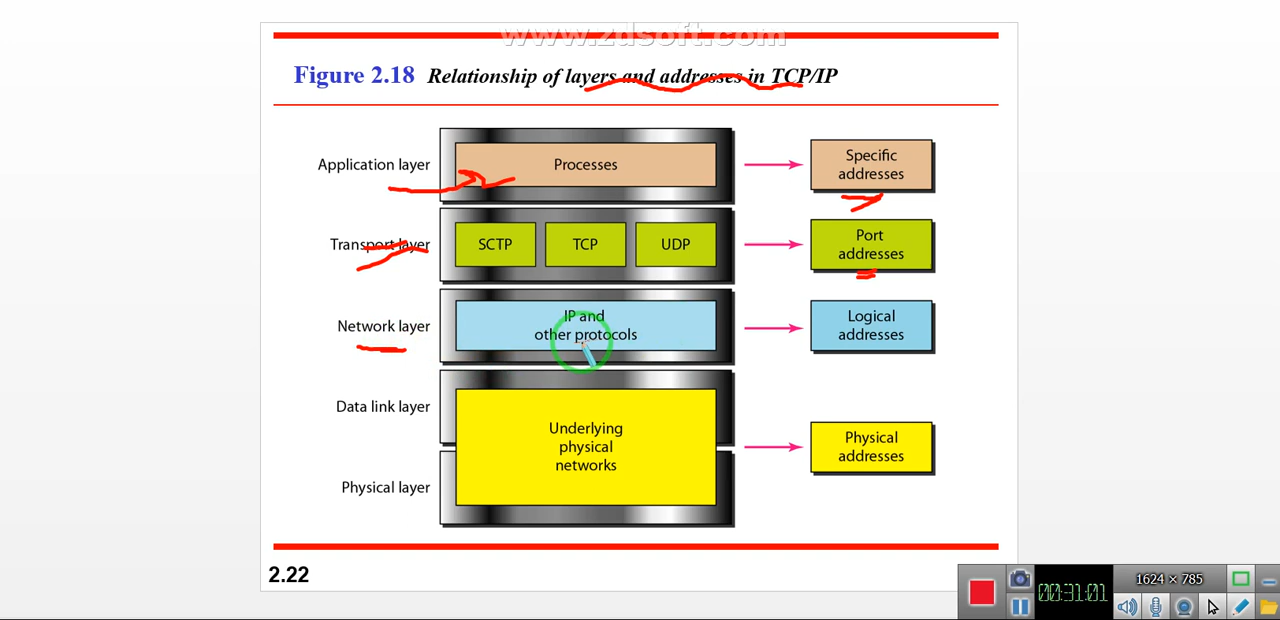 www.zdsoft.com
Figure 2.18 Relationship of layers and addresses in TCP/IP
Application layer
Processes
Specific
addresses
Transport layer
SCTP
TCP
UDP
Port
addresses
Network layer
IP and
other protocols
Logical
addresses
Data link layer
Underlying
physical
networks
Physical
addresses
Physical layer
2.22
1624 × 785
00:31:01